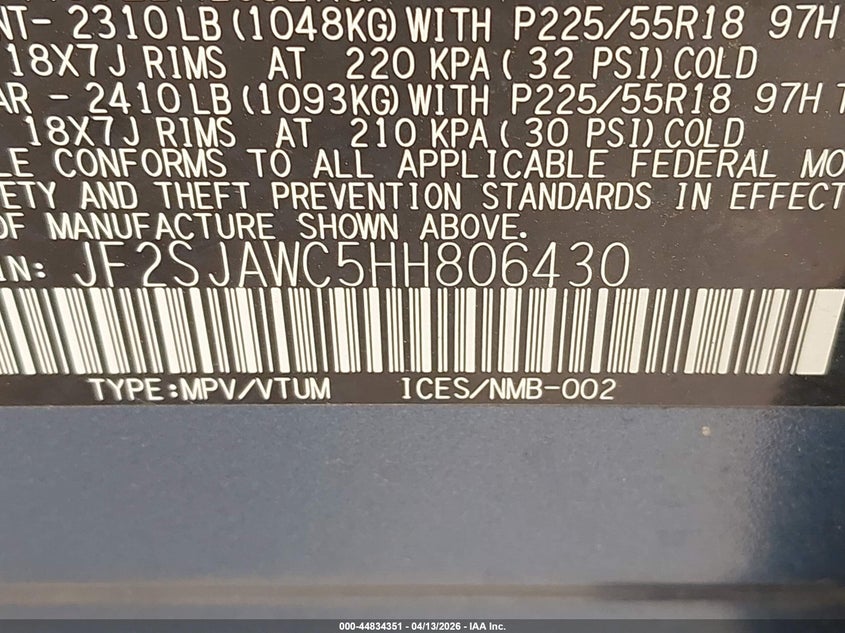 NT- 2310 LB (1048KG) WITH P225/55R18 97H
18X7J RIMS AT 220 KPA ( 32 PSI) COLD
AR - 2410 LB (1093KG) WITH P225/55R18 97H T
18X7J RIMS AT 210 KPA (30 PSI) COLD
LE CONFORMS TO ALL APPLICABLE FEDERAL MO
ETY AND THEFT PREVENTION STANDARDS IN EFFECT
OF MANUFACTURE SHOWN ABOVE.
IN: JF2SJAWC5HH806430
TYPE:MPV/VTUM ICES/NMB-002
000-44834351 - 04/13/2026 - IAA Inc.